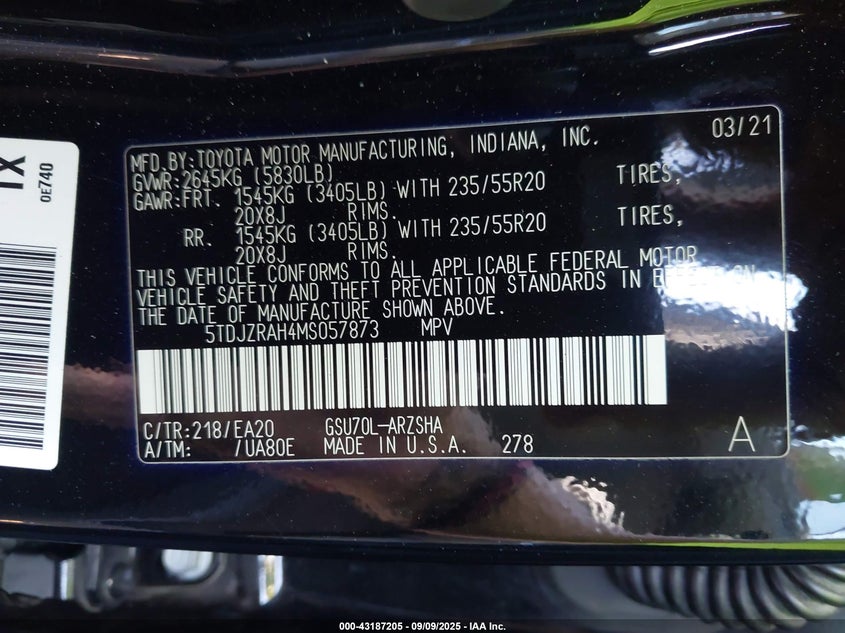 03/21
MFD.BY:TOYOTA MOTOR MANUFACTURING, INDIANA, INC.
GVWR:2645KG (5830LB)
GAWR:FRT. 1545KG (3405LB) WITH 235/55R20 TIRES,
20X8J RIMS.
RR. 1545KG (3405LB) WITH 235/55R20 TIRES,
20X8J RIMS.
THIS VEHICLE CONFORMS TO ALL APPLICABLE FEDERAL MOTOR
VEHICLE SAFETY AND THEFT PREVENTION STANDARDS IN EFFECT ON
THE DATE OF MANUFACTURE SHOWN ABOVE.
5TDJZRAH4MS057873 MPV
C/TR:218/EA20 GSU70L-ARZSHA
A/TM: /UA80E MADE IN U.S.A. 278
A
1X
0E740
000-43187205 - 09/09/2025 - IAA Inc.